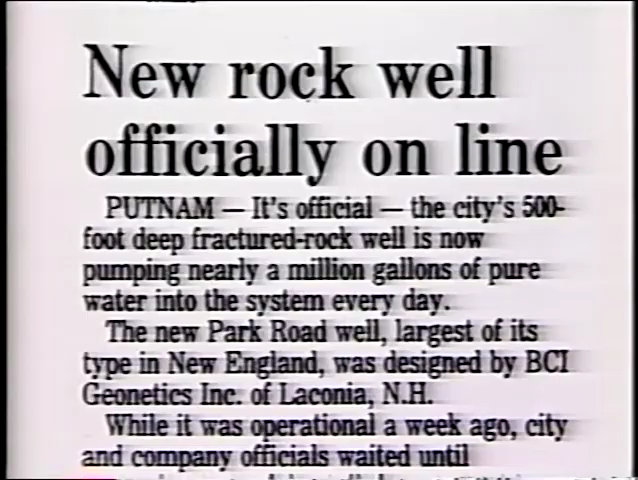 New rock well
officially on line
PUTNAM — It's official — the city's 500-
foot deep fractured-rock well is now
pumping nearly a million gallons of pure
water into the system every day.
The new Park Road well, largest of its
type in New England, was designed by BCI
Geonetics Inc. of Laconia, N.H.
While it was operational a week ago, city
and company officials waited until